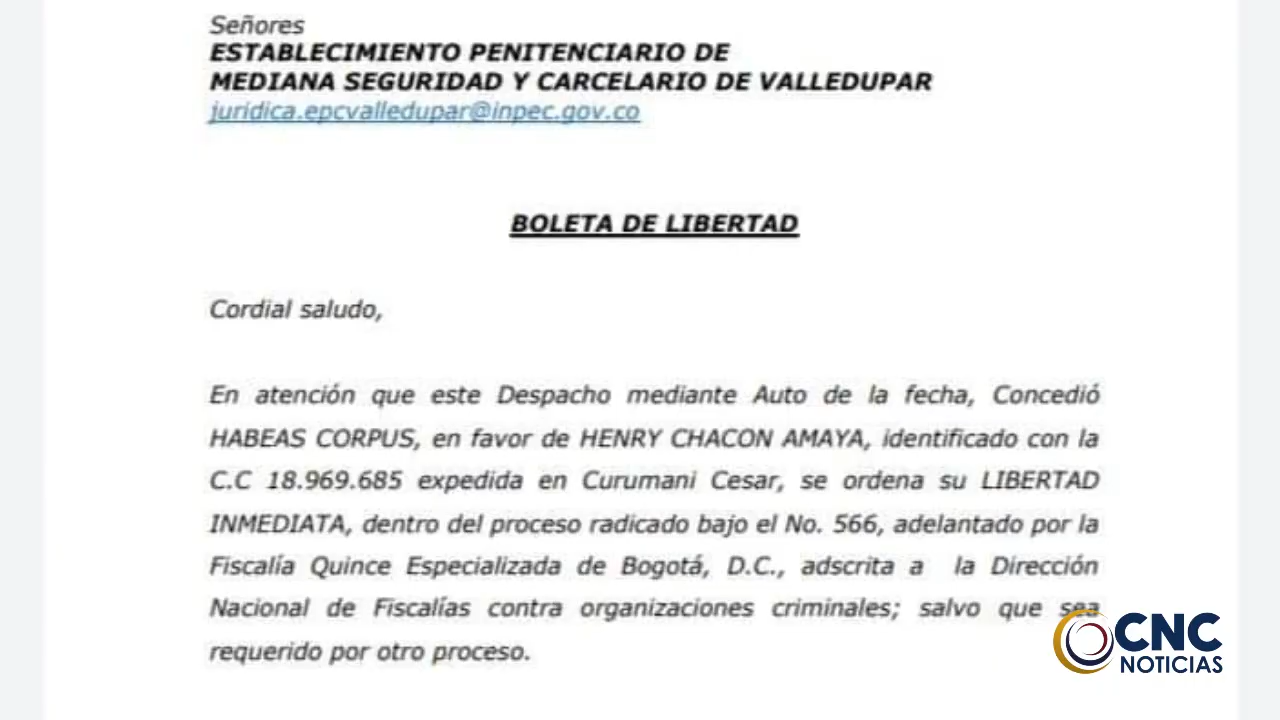 Señores
ESTABLECIMIENTO PENITENCIARIO DE
MEDIANA SEGURIDAD Y CARCELARIO DE VALLEDUPAR
juridica.epcvalledupar@inpec.gov.co
BOLETA DE LIBERTAD
Cordial saludo,
En atención que este Despacho mediante Auto de la fecha, Concedió
HABEAS CORPUS, en favor de HENRY CHACON AMAYA, identificado con la
C.C 18.969.685 expedida en Curumani Cesar, se ordena su LIBERTAD
INMEDIATA, dentro del proceso radicado bajo el No. 566, adelantado por la
Fiscalía Quince Especializada de Bogotá, D.C., adscrita a la Dirección
Nacional de Fiscalías contra organizaciones criminales; salvo que sea
requerido por otro proceso.
CNC
NOTICIAS